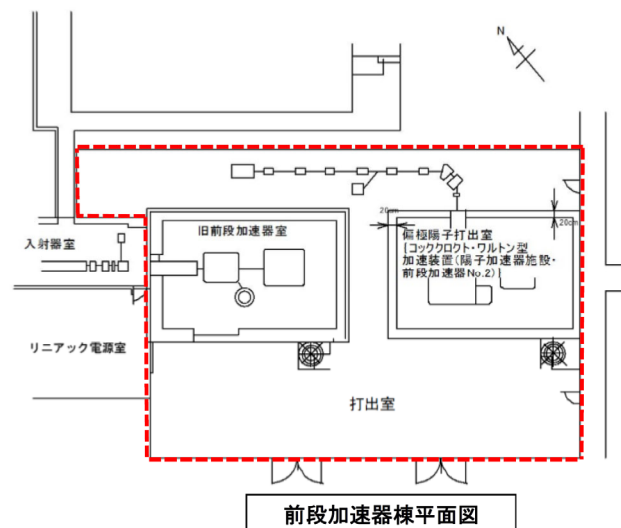 N
20cm
20cm
入射器室
旧前段加速器室
偏極陽子打出室
[コッククロフト・ワルトン型
加速装置(陽子加速器施設・
前段加速器No.2)]
リニアック電源室
打出室
前段加速器棟平面図